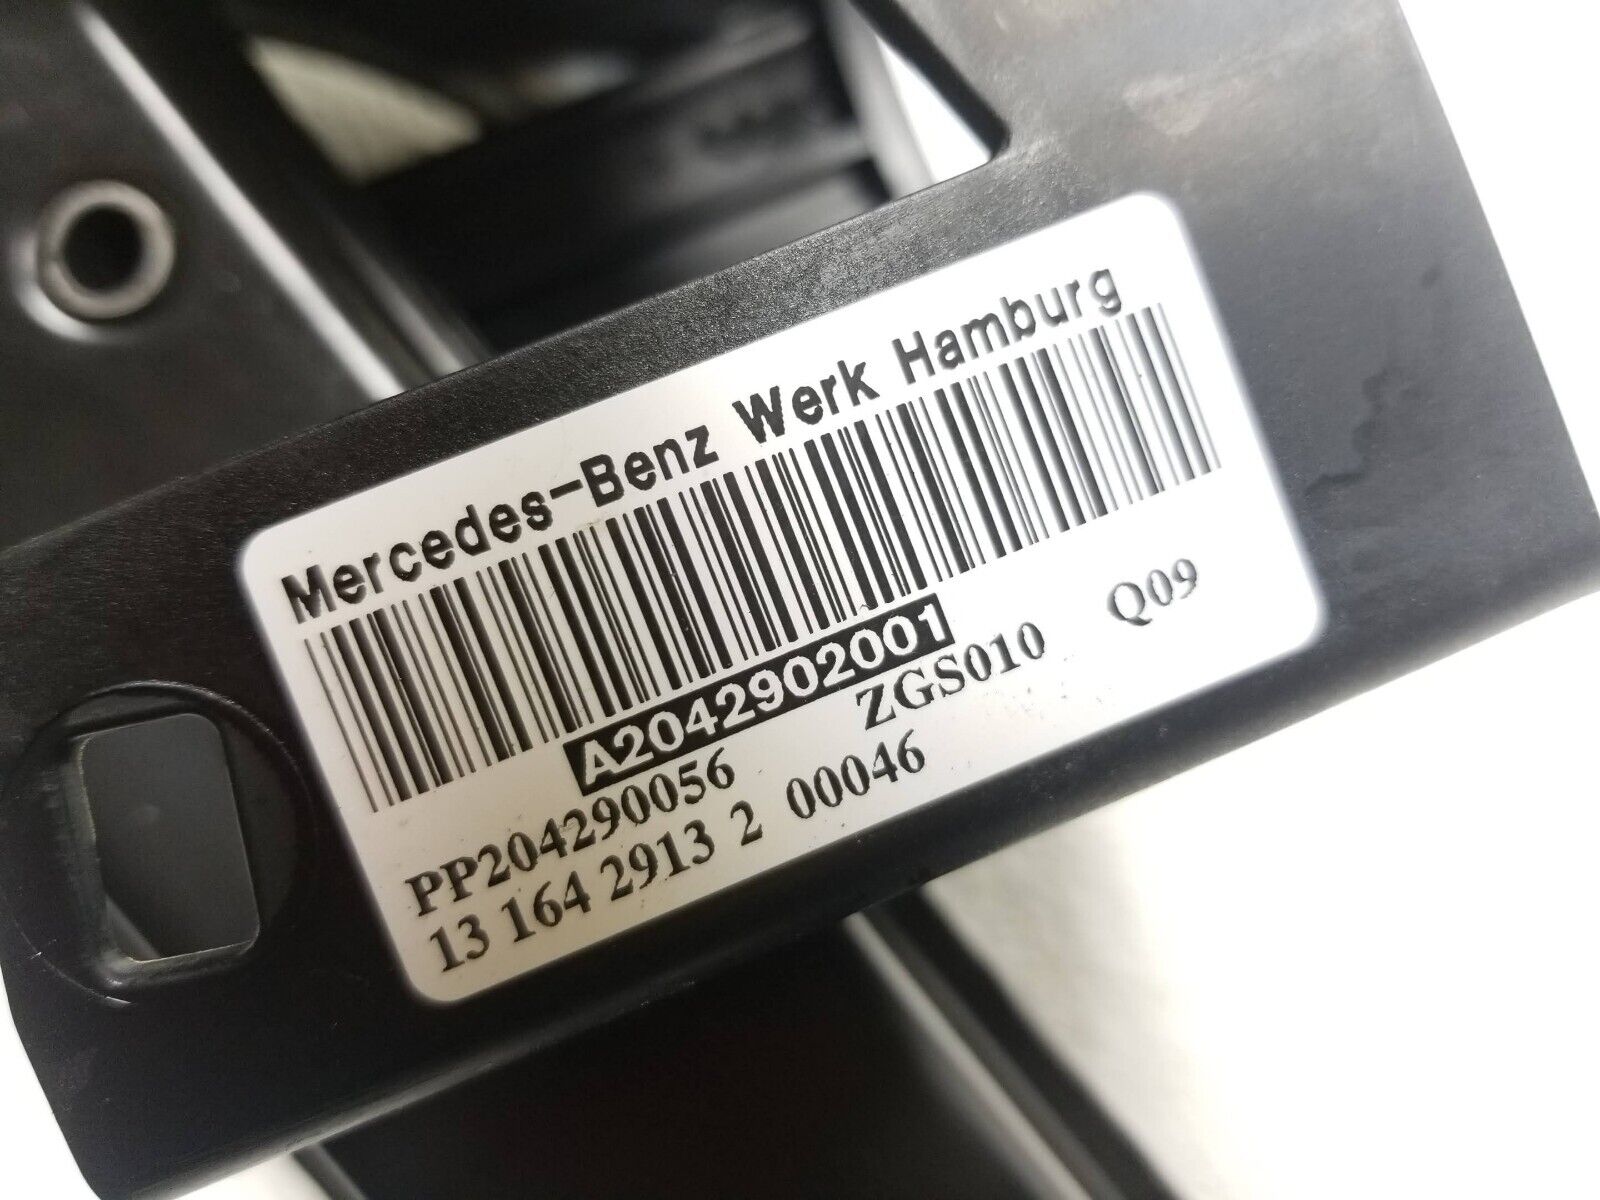 Mercedes-Benz Werk Hamburg
A2042902001
PP204290056 ZGS010 Q09
13 164 2913 2 00046